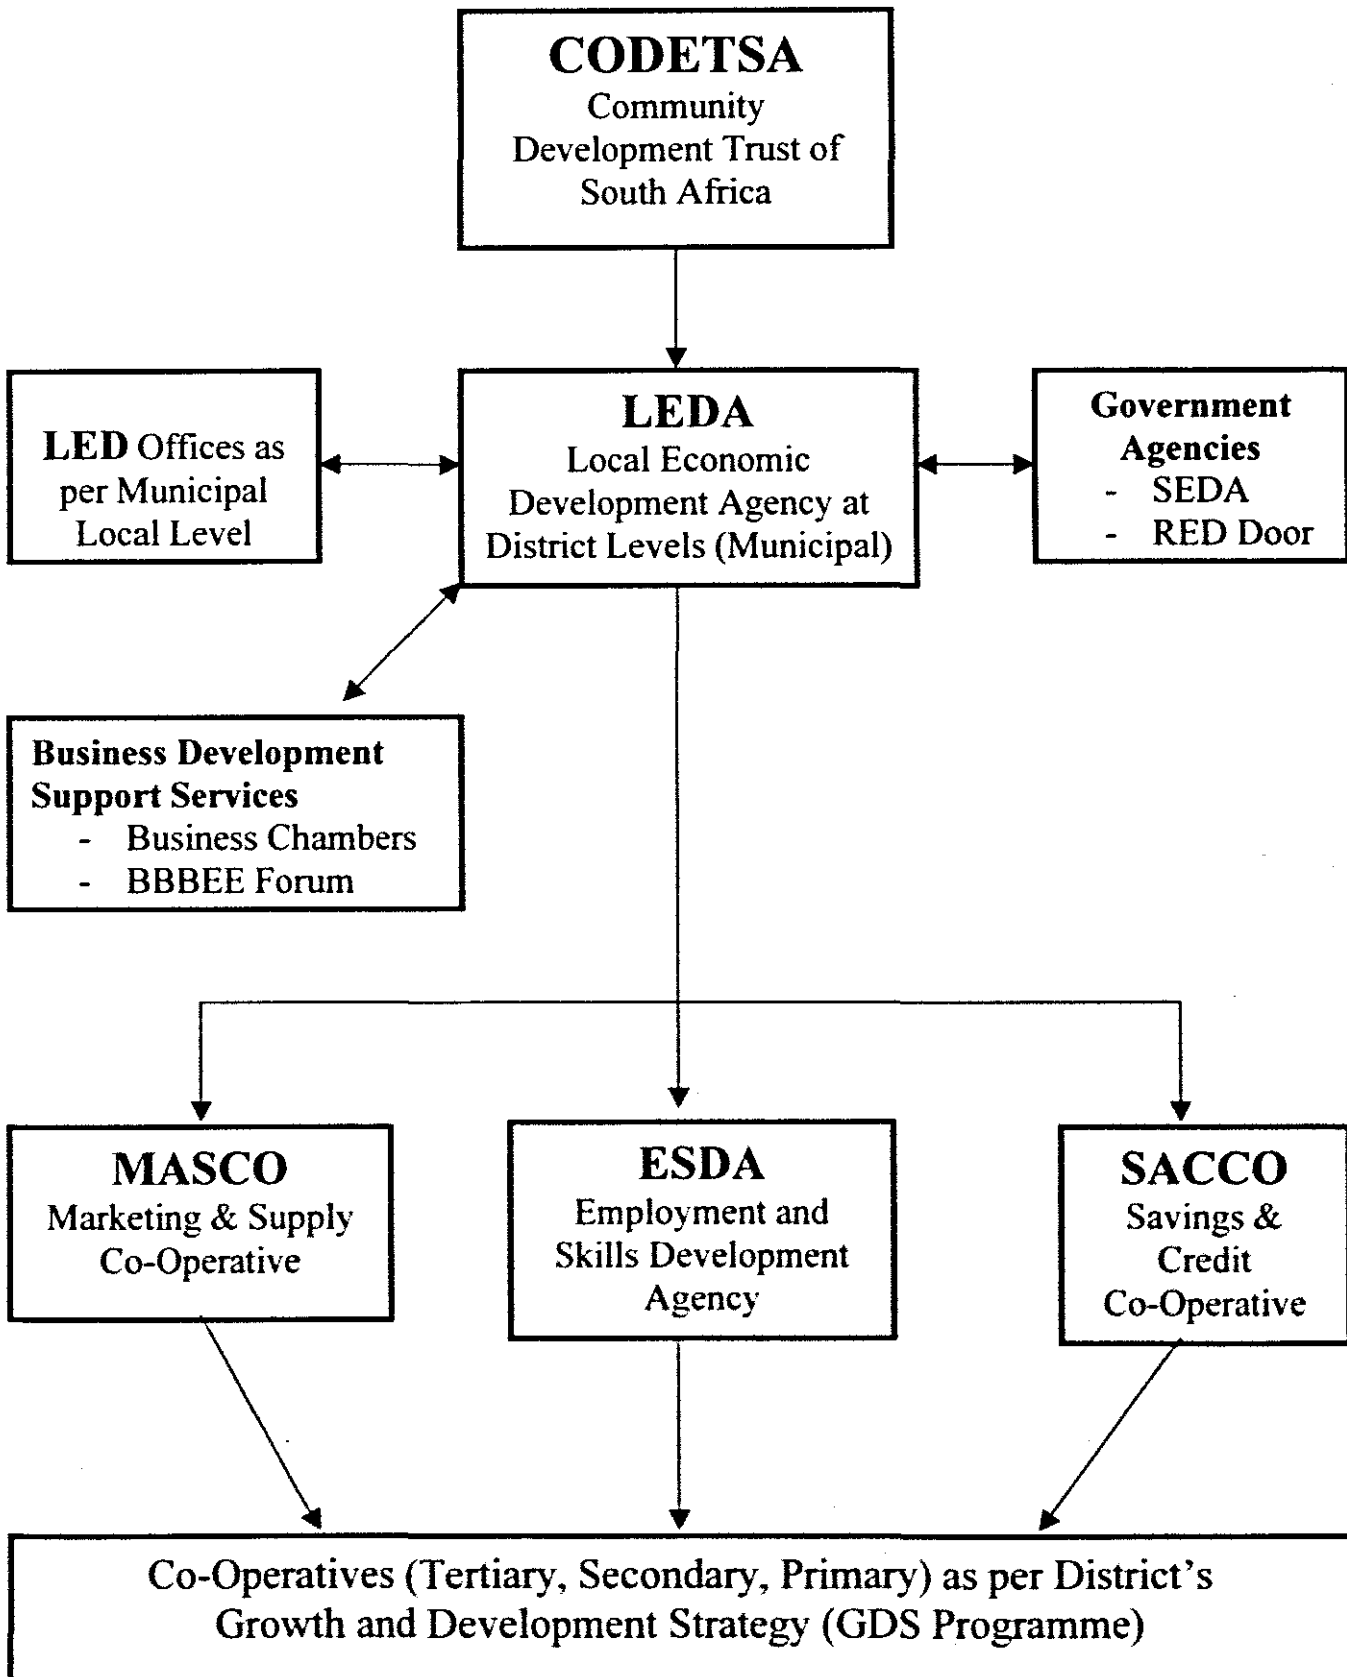 CODETSA
Community
Development Trust of
South Africa
LED Offices as
per Municipal
Local Level
LEDA
Local Economic
Development Agency at
District Levels (Municipal)
Government
Agencies
- SEDA
- RED Door
Business Development
Support Services
- Business Chambers
- BBBEE Forum
MASCO
Marketing & Supply
Co-Operative
ESDA
Employment and
Skills Development
Agency
SACCO
Savings &
Credit
Co-Operative
Co-Operatives (Tertiary, Secondary, Primary) as per District's
Growth and Development Strategy (GDS Programme)